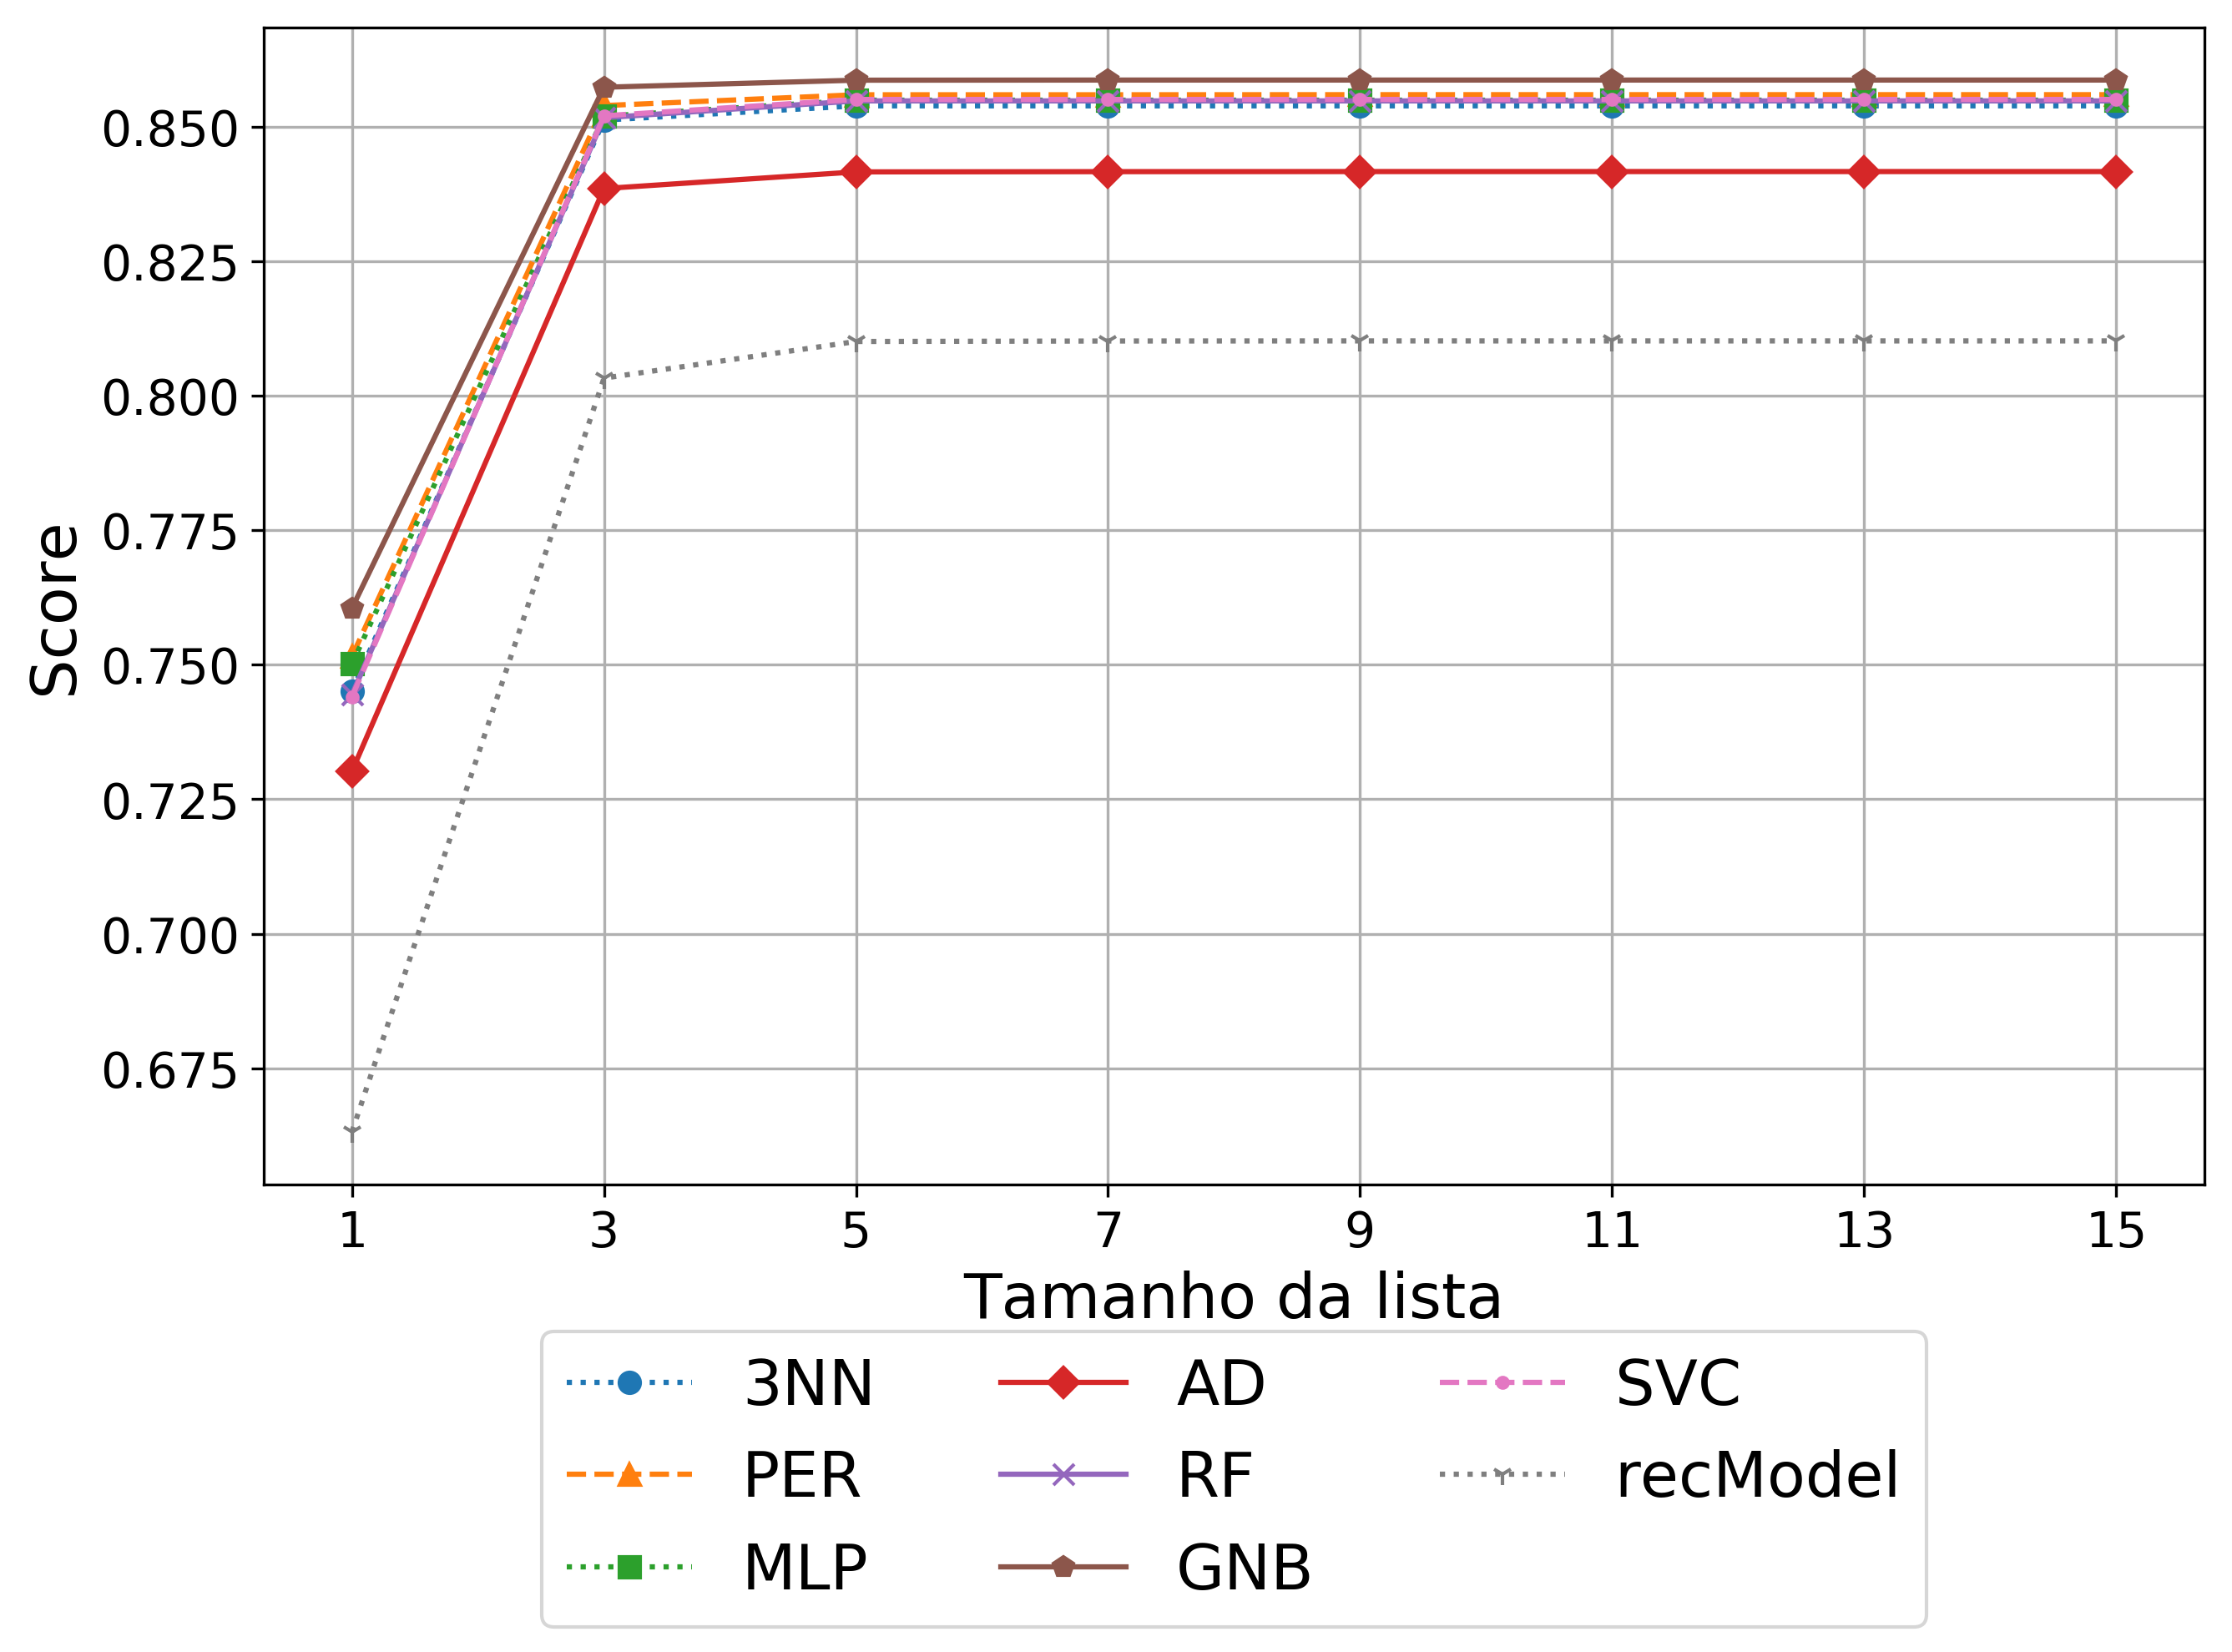 0.850
0.825
0.800
0.775
0.750
0.725
0.700
0.675
Score
1 3 5 7 9 11 13 15
Tamanho da lista
3NN AD SVC
PER RF recModel
MLP GNB